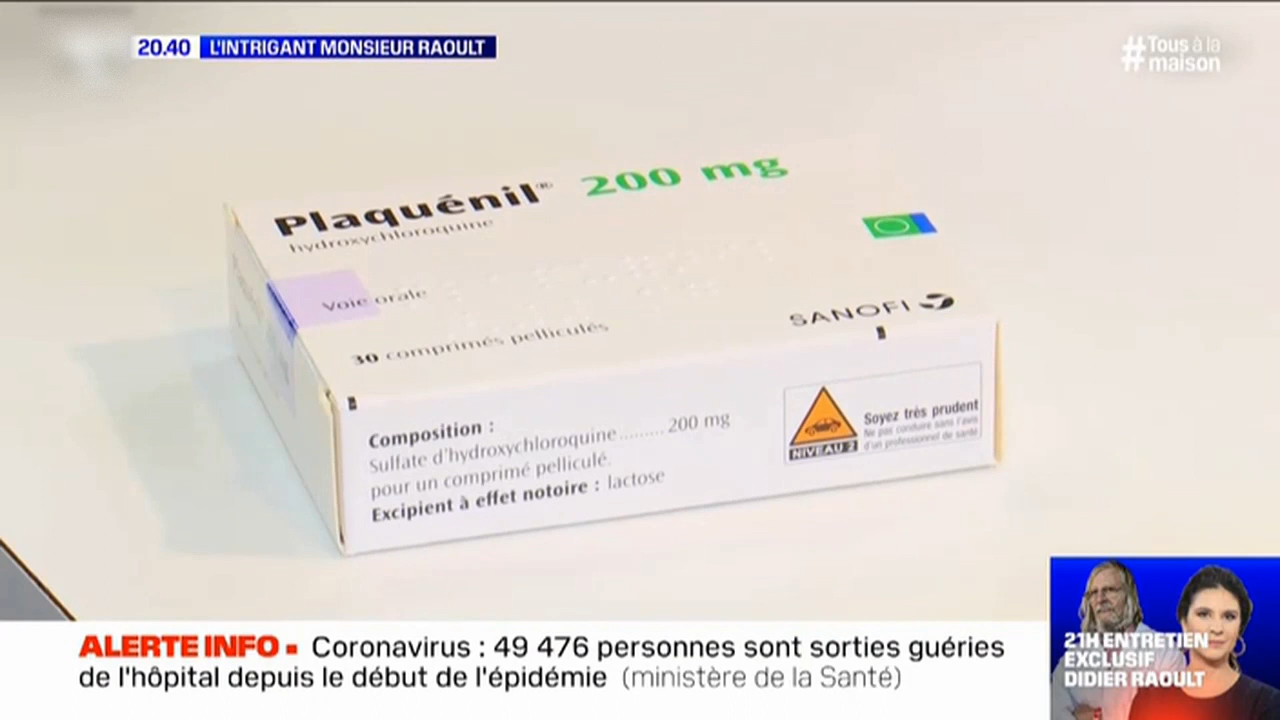 20.40 L'INTRIGANT MONSIEUR RAOULT
#Tous à la maison
Plaquénil® 200 mg
hydroxychloroquine
Voie orale
30 comprimés pelliculés
SANOFI
Composition :
Sulfate d'hydroxychloroquine......... 200 mg
pour un comprimé pelliculé.
Excipient à effet notoire : lactose
NIVEAU 2
Soyez très prudent
Ne pas conduire sans l'avis
d'un professionnel de santé
21H ENTRETIEN
EXCLUSIF
DIDIER RAOULT
ALERTE INFO - Coronavirus : 49 476 personnes sont sorties guéries
de l'hôpital depuis le début de l'épidémie (ministère de la Santé)